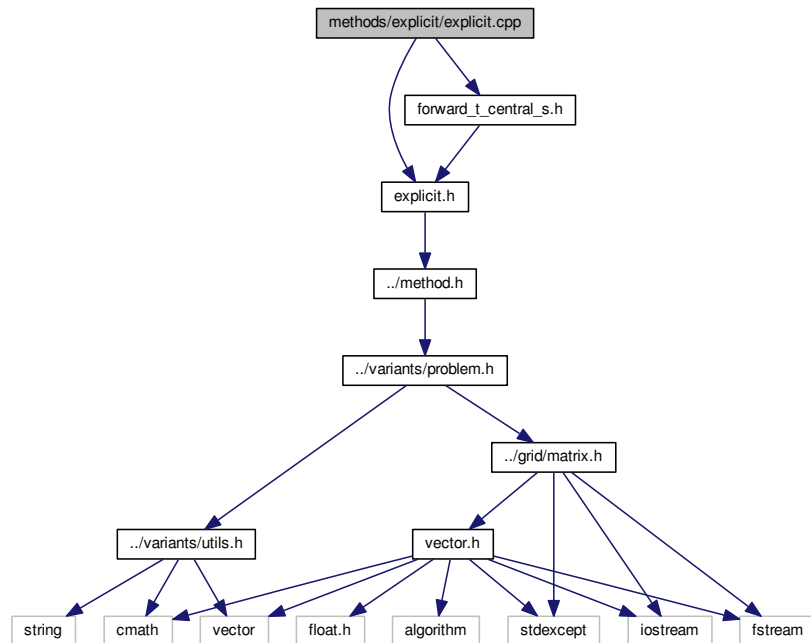 methods/explicit/explicit.cpp
forward_t_central_s.h
explicit.h
../method.h
../variants/problem.h
../grid/matrix.h
../variants/utils.h
vector.h
string
cmath
vector
float.h
algorithm
stdexcept
iostream
fstream